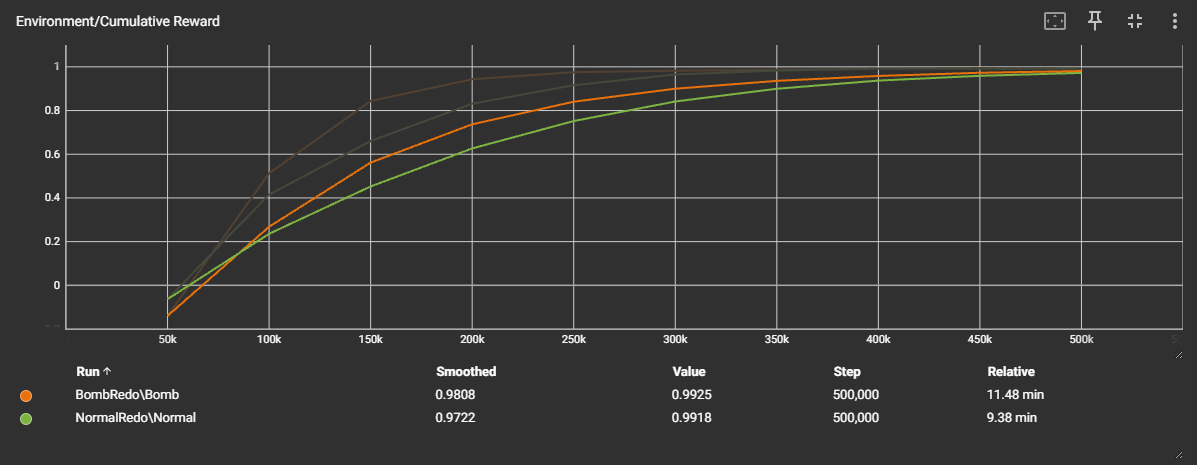 Environment/Cumulative Reward
1
0.8
0.6
0.4
0.2
0
50k 100k 150k 200k 250k 300k 350k 400k 450k 500k
Run ↑ Smoothed Value Step Relative
BombRedo\Bomb 0.9808 0.9925 500,000 11.48 min
NormalRedo\Normal 0.9722 0.9918 500,000 9.38 min